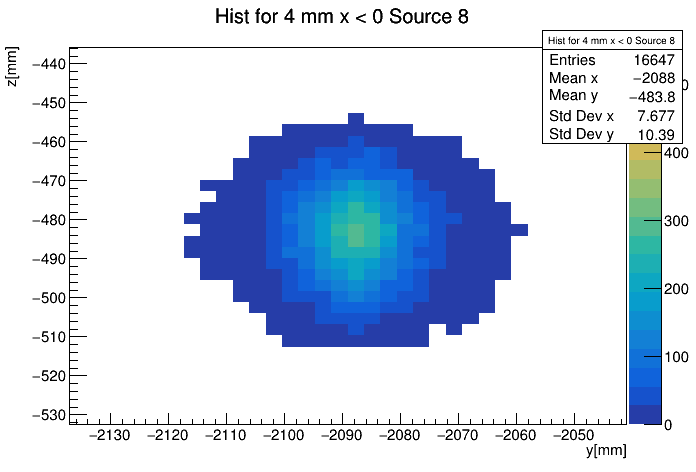 Hist for 4 mm x < 0 Source 8
z[mm]
Hist for 4 mm x < 0 Source 8
Entries 16647
Mean x −2088
Mean y −483.8
Std Dev x 7.677
Std Dev y 10.39
−440
−450
−460
−470
−480
−490
−500
−510
−520
−530
0
400
300
200
100
0
−2130 −2120 −2110 −2100 −2090 −2080 −2070 −2060 −2050
y[mm]